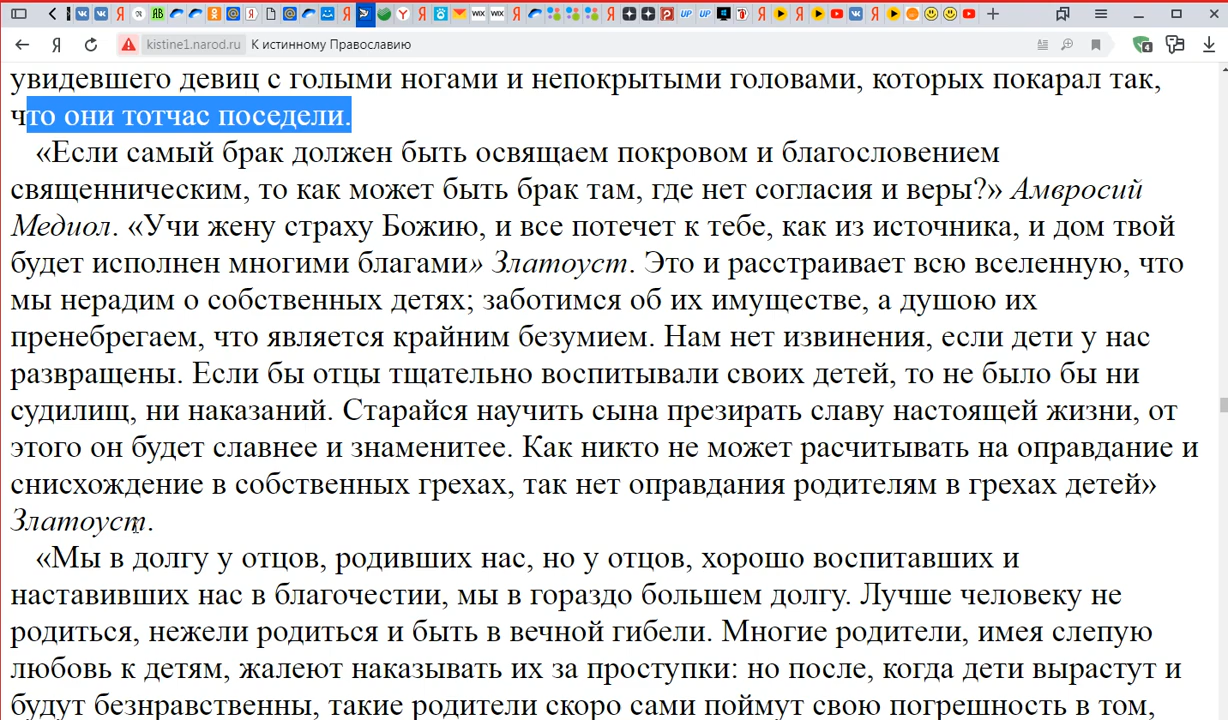 kistine1.narod.ru К истинному Православию
увидевшего девиц с голыми ногами и непокрытыми головами, которых покарал так,
что они тотчас поседели.
«Если самый брак должен быть освящаем покровом и благословением
священническим, то как может быть брак там, где нет согласия и веры?» Амвросий
Медиол. «Учи жену страху Божию, и все потечет к тебе, как из источника, и дом твой
будет исполнен многими благами» Златоуст. Это и расстраивает всю вселенную, что
мы нерадим о собственных детях; заботимся об их имуществе, а душою их
пренебрегаем, что является крайним безумием. Нам нет извинения, если дети у нас
развращены. Если бы отцы тщательно воспитывали своих детей, то не было бы ни
судилищ, ни наказаний. Старайся научить сына презирать славу настоящей жизни, от
этого он будет славнее и знаменитее. Как никто не может расчитывать на оправдание и
снисхождение в собственных грехах, так нет оправдания родителям в грехах детей»
Златоуст.
«Мы в долгу у отцов, родивших нас, но у отцов, хорошо воспитавших и
наставивших нас в благочестии, мы в гораздо большем долгу. Лучше человеку не
родиться, нежели родиться и быть в вечной гибели. Многие родители, имея слепую
любовь к детям, жалеют наказывать их за проступки: но после, когда дети вырастут и
будут безнравственны, такие родители скоро сами поймут свою погрешность в том,